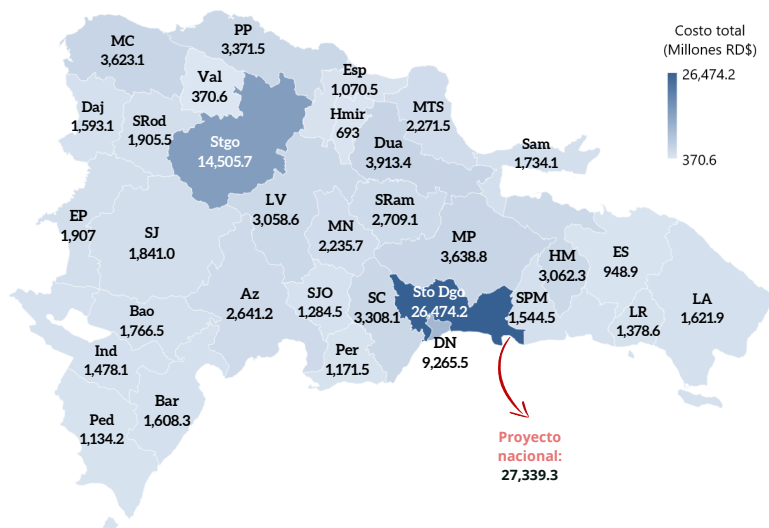 Costo total
(Millones RD$)
26,474.2
370.6
MC
3,623.1
PP
3,371.5
Val
370.6
Esp
1,070.5
Daj
1,593.1
SRod
1,905.5
Stgo
14,505.7
Hmir
693
MTS
2,271.5
Dua
3,913.4
Sam
1,734.1
EP
1,907
SJ
1,841.0
LV
3,058.6
MN
2,235.7
SRam
2,709.1
MP
3,638.8
HM
3,062.3
ES
948.9
Bao
1,766.5
Az
2,641.2
SJO
1,284.5
SC
3,308.1
Sto Dgo
26,474.2
SPM
1,544.5
LR
1,378.6
LA
1,621.9
Ind
1,478.1
Per
1,171.5
DN
9,265.5
Ped
1,134.2
Bar
1,608.3
Proyecto
nacional:
27,339.3